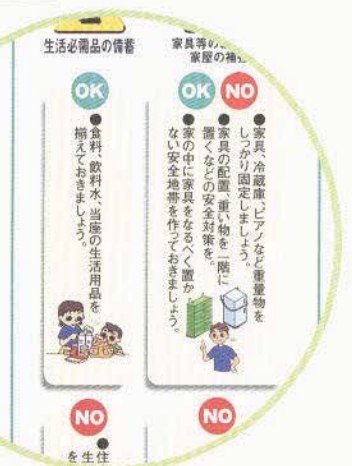 生活必需品の備蓄
家具等の
家屋の補強
OK
OK NO
●家具、冷蔵庫、ピアノなど重量物を
しっかり固定しましょう。
●家具の配置、重い物を一階に
置くなどの安全対策を。
●家の中に家具をなるべく置か
ない安全地帯を作っておきましょう。
●食料、飲料水、当座の生活用品を
揃えておきましょう。
NO
NO
●住
生
を